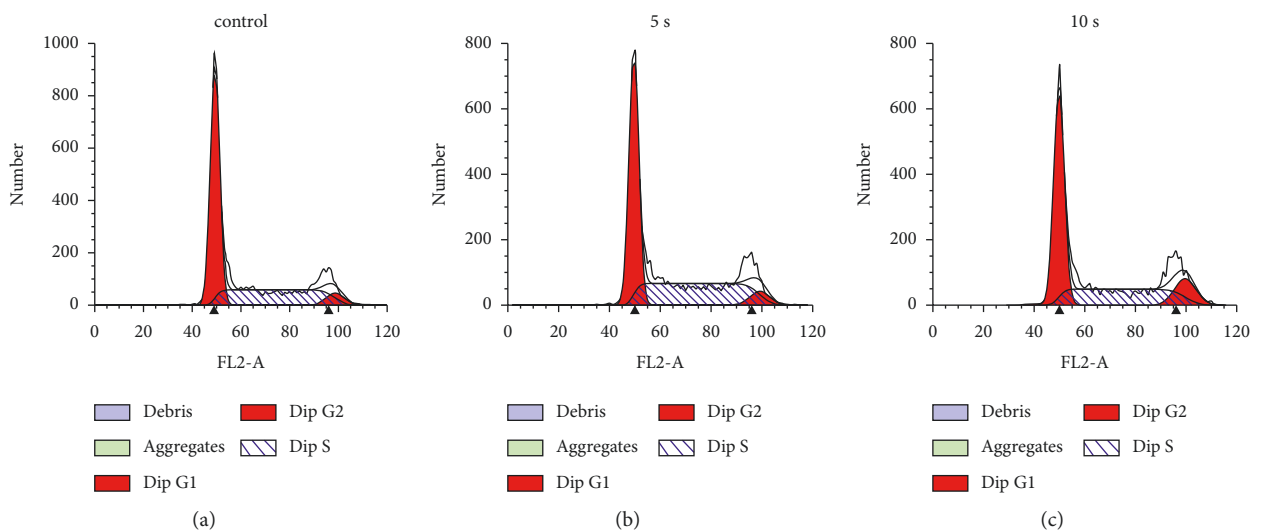 control
Number
1000
800
600
400
200
0
0 20 40 60 80 100 120
FL2-A
Debris Dip G2
Aggregates Dip S
Dip G1
(a)
5 s
Number
800
600
400
200
0
0 20 40 60 80 100 120
FL2-A
Debris Dip G2
Aggregates Dip S
Dip G1
(b)
10 s
Number
800
600
400
200
0
0 20 40 60 80 100 120
FL2-A
Debris Dip G2
Aggregates Dip S
Dip G1
(c)